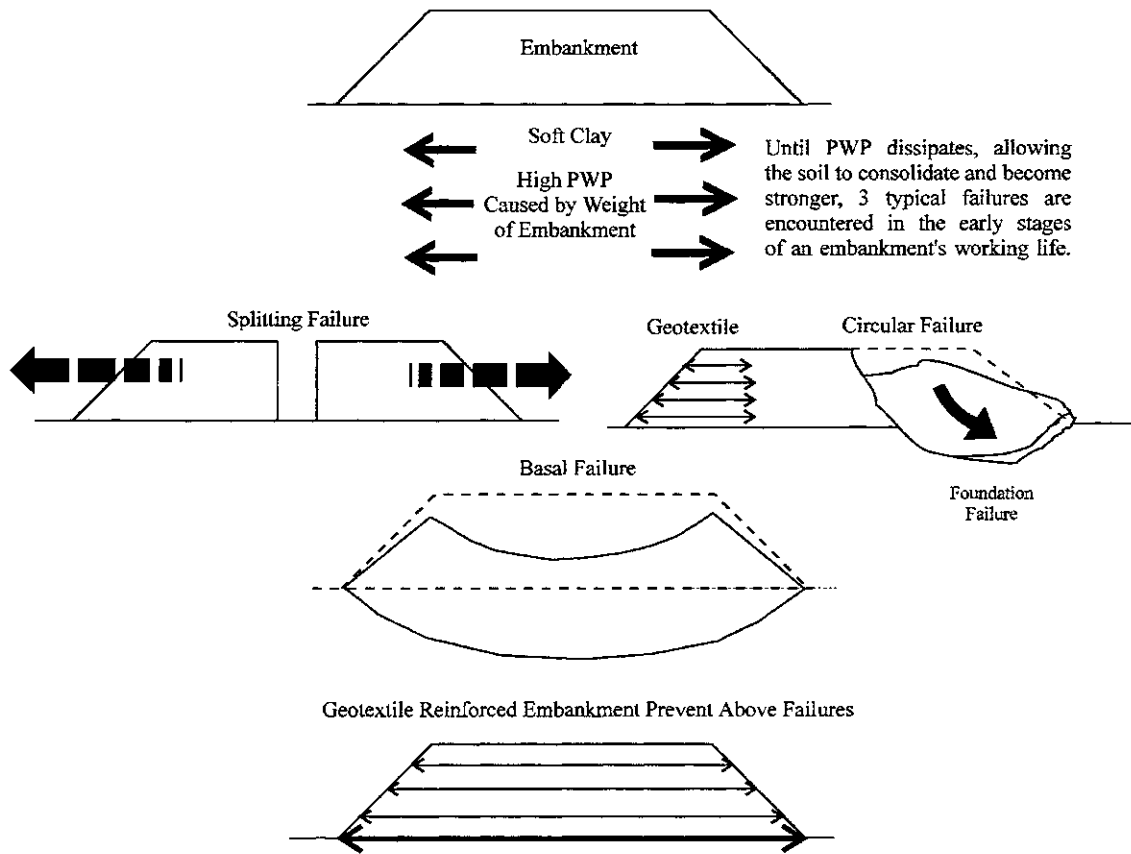 Embankment
Soft Clay
High PWP
Caused by Weight
of Embankment
Until PWP dissipates, allowing
the soil to consolidate and become
stronger, 3 typical failures are
encountered in the early stages
of an embankment's working life.
Splitting Failure
Geotextile
Circular Failure
Foundation
Failure
Basal Failure
Geotextile Reinforced Embankment Prevent Above Failures